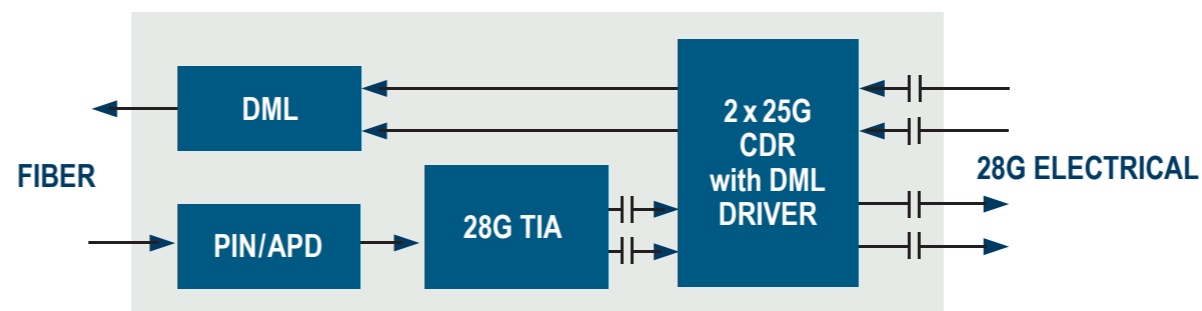 DML
2 x 25G
CDR
with DML
DRIVER
FIBER
28G ELECTRICAL
PIN/APD
28G TIA